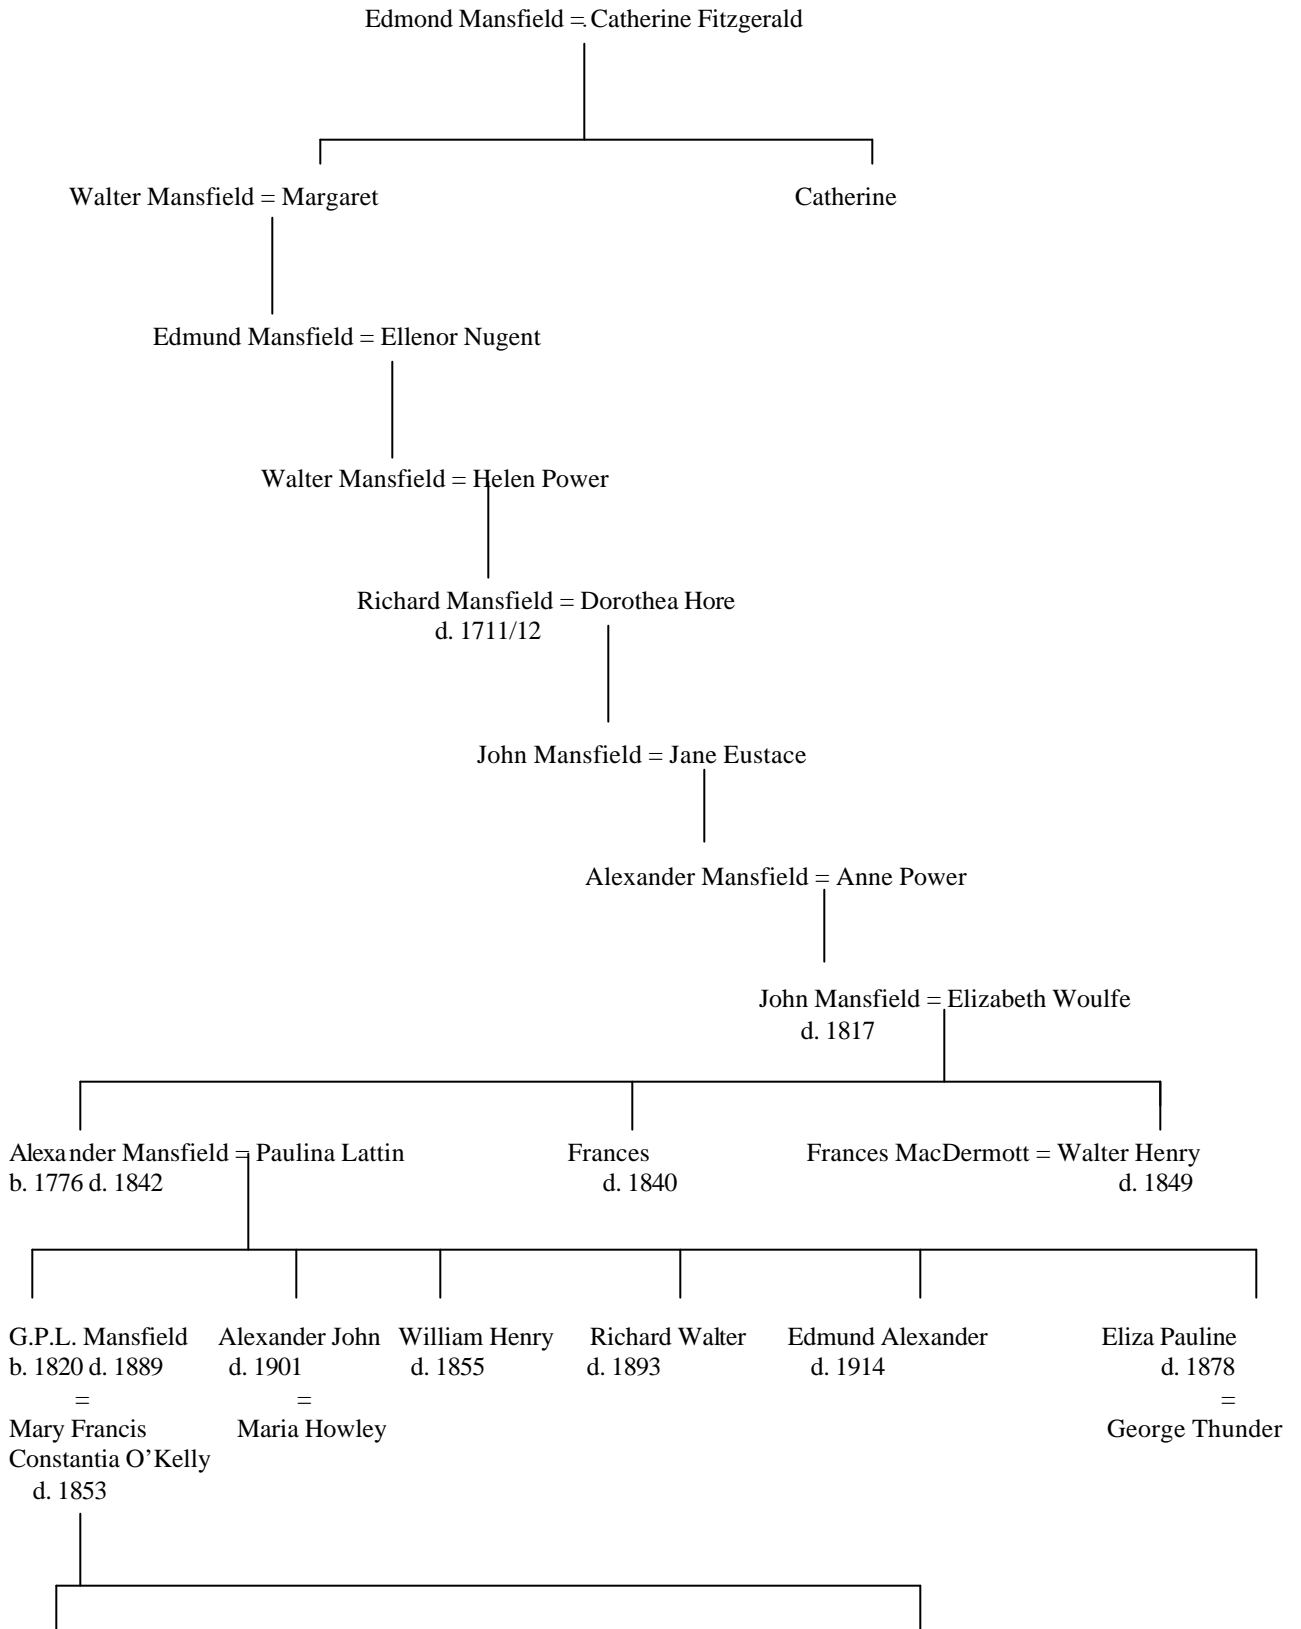 Edmond Mansfield = Catherine Fitzgerald
Walter Mansfield = Margaret
Catherine
Edmund Mansfield = Ellenor Nugent
Walter Mansfield = Helen Power
Richard Mansfield = Dorothea Hore
d. 1711/12
John Mansfield = Jane Eustace
Alexander Mansfield = Anne Power
John Mansfield = Elizabeth Woulfe
d. 1817
Alexander Mansfield = Paulina Lattin
b. 1776 d. 1842
Frances
d. 1840
Frances MacDermott = Walter Henry
d. 1849
G.P.L. Mansfield
b. 1820 d. 1889
=
Mary Francis
Constantia O'Kelly
d. 1853
Alexander John
d. 1901
=
Maria Howley
William Henry
d. 1855
Richard Walter
d. 1893
Edmund Alexander
d. 1914
Eliza Pauline
d. 1878
=
George Thunder